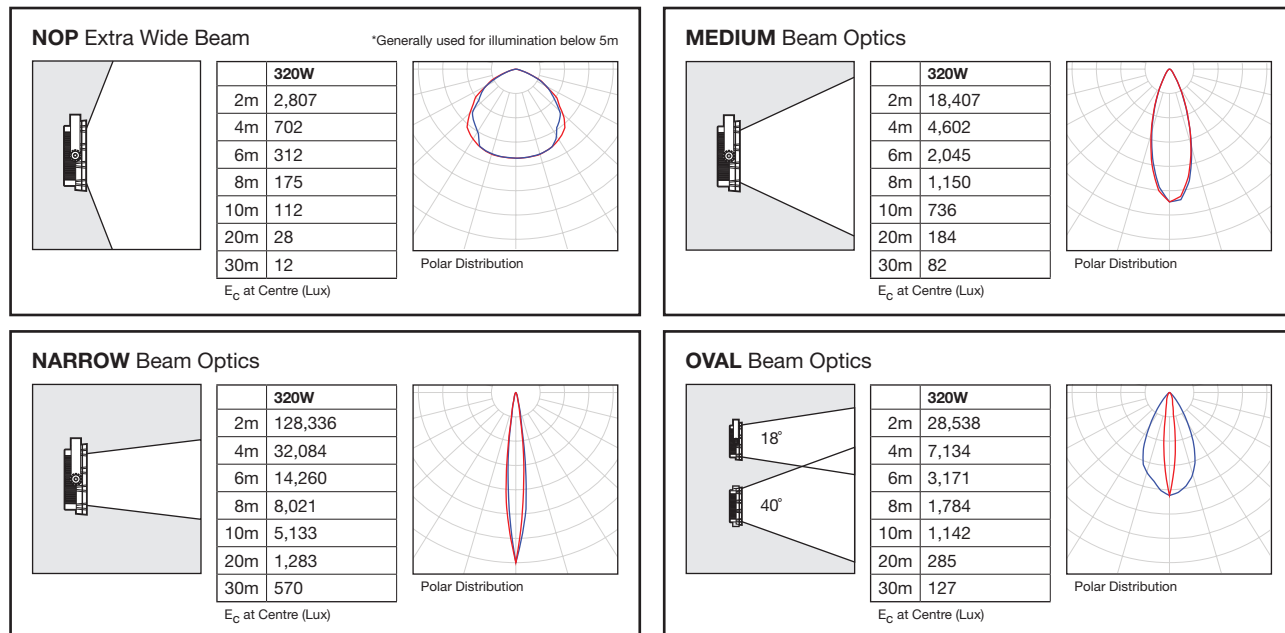 NOP Extra Wide Beam
*Generally used for illumination below 5m
320W
2m 2,807
4m 702
6m 312
8m 175
10m 112
20m 28
30m 12
EC at Centre (Lux)
Polar Distribution
MEDIUM Beam Optics
320W
2m 18,407
4m 4,602
6m 2,045
8m 1,150
10m 736
20m 184
30m 82
EC at Centre (Lux)
Polar Distribution
NARROW Beam Optics
320W
2m 128,336
4m 32,084
6m 14,260
8m 8,021
10m 5,133
20m 1,283
30m 570
EC at Centre (Lux)
Polar Distribution
OVAL Beam Optics
18°
40°
320W
2m 28,538
4m 7,134
6m 3,171
8m 1,784
10m 1,142
20m 285
30m 127
EC at Centre (Lux)
Polar Distribution